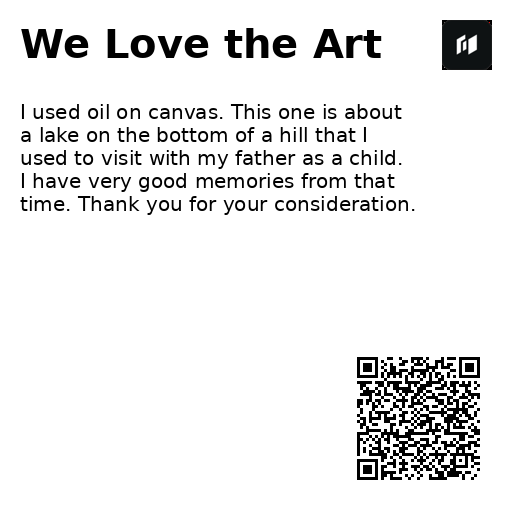 We Love the Art
I used oil on canvas. This one is about
a lake on the bottom of a hill that I
used to visit with my father as a child.
I have very good memories from that
time. Thank you for your consideration.